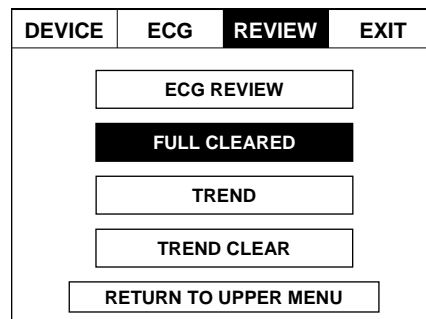 DEVICE ECG REVIEW EXIT
ECG REVIEW
FULL CLEARED
TREND
TREND CLEAR
RETURN TO UPPER MENU